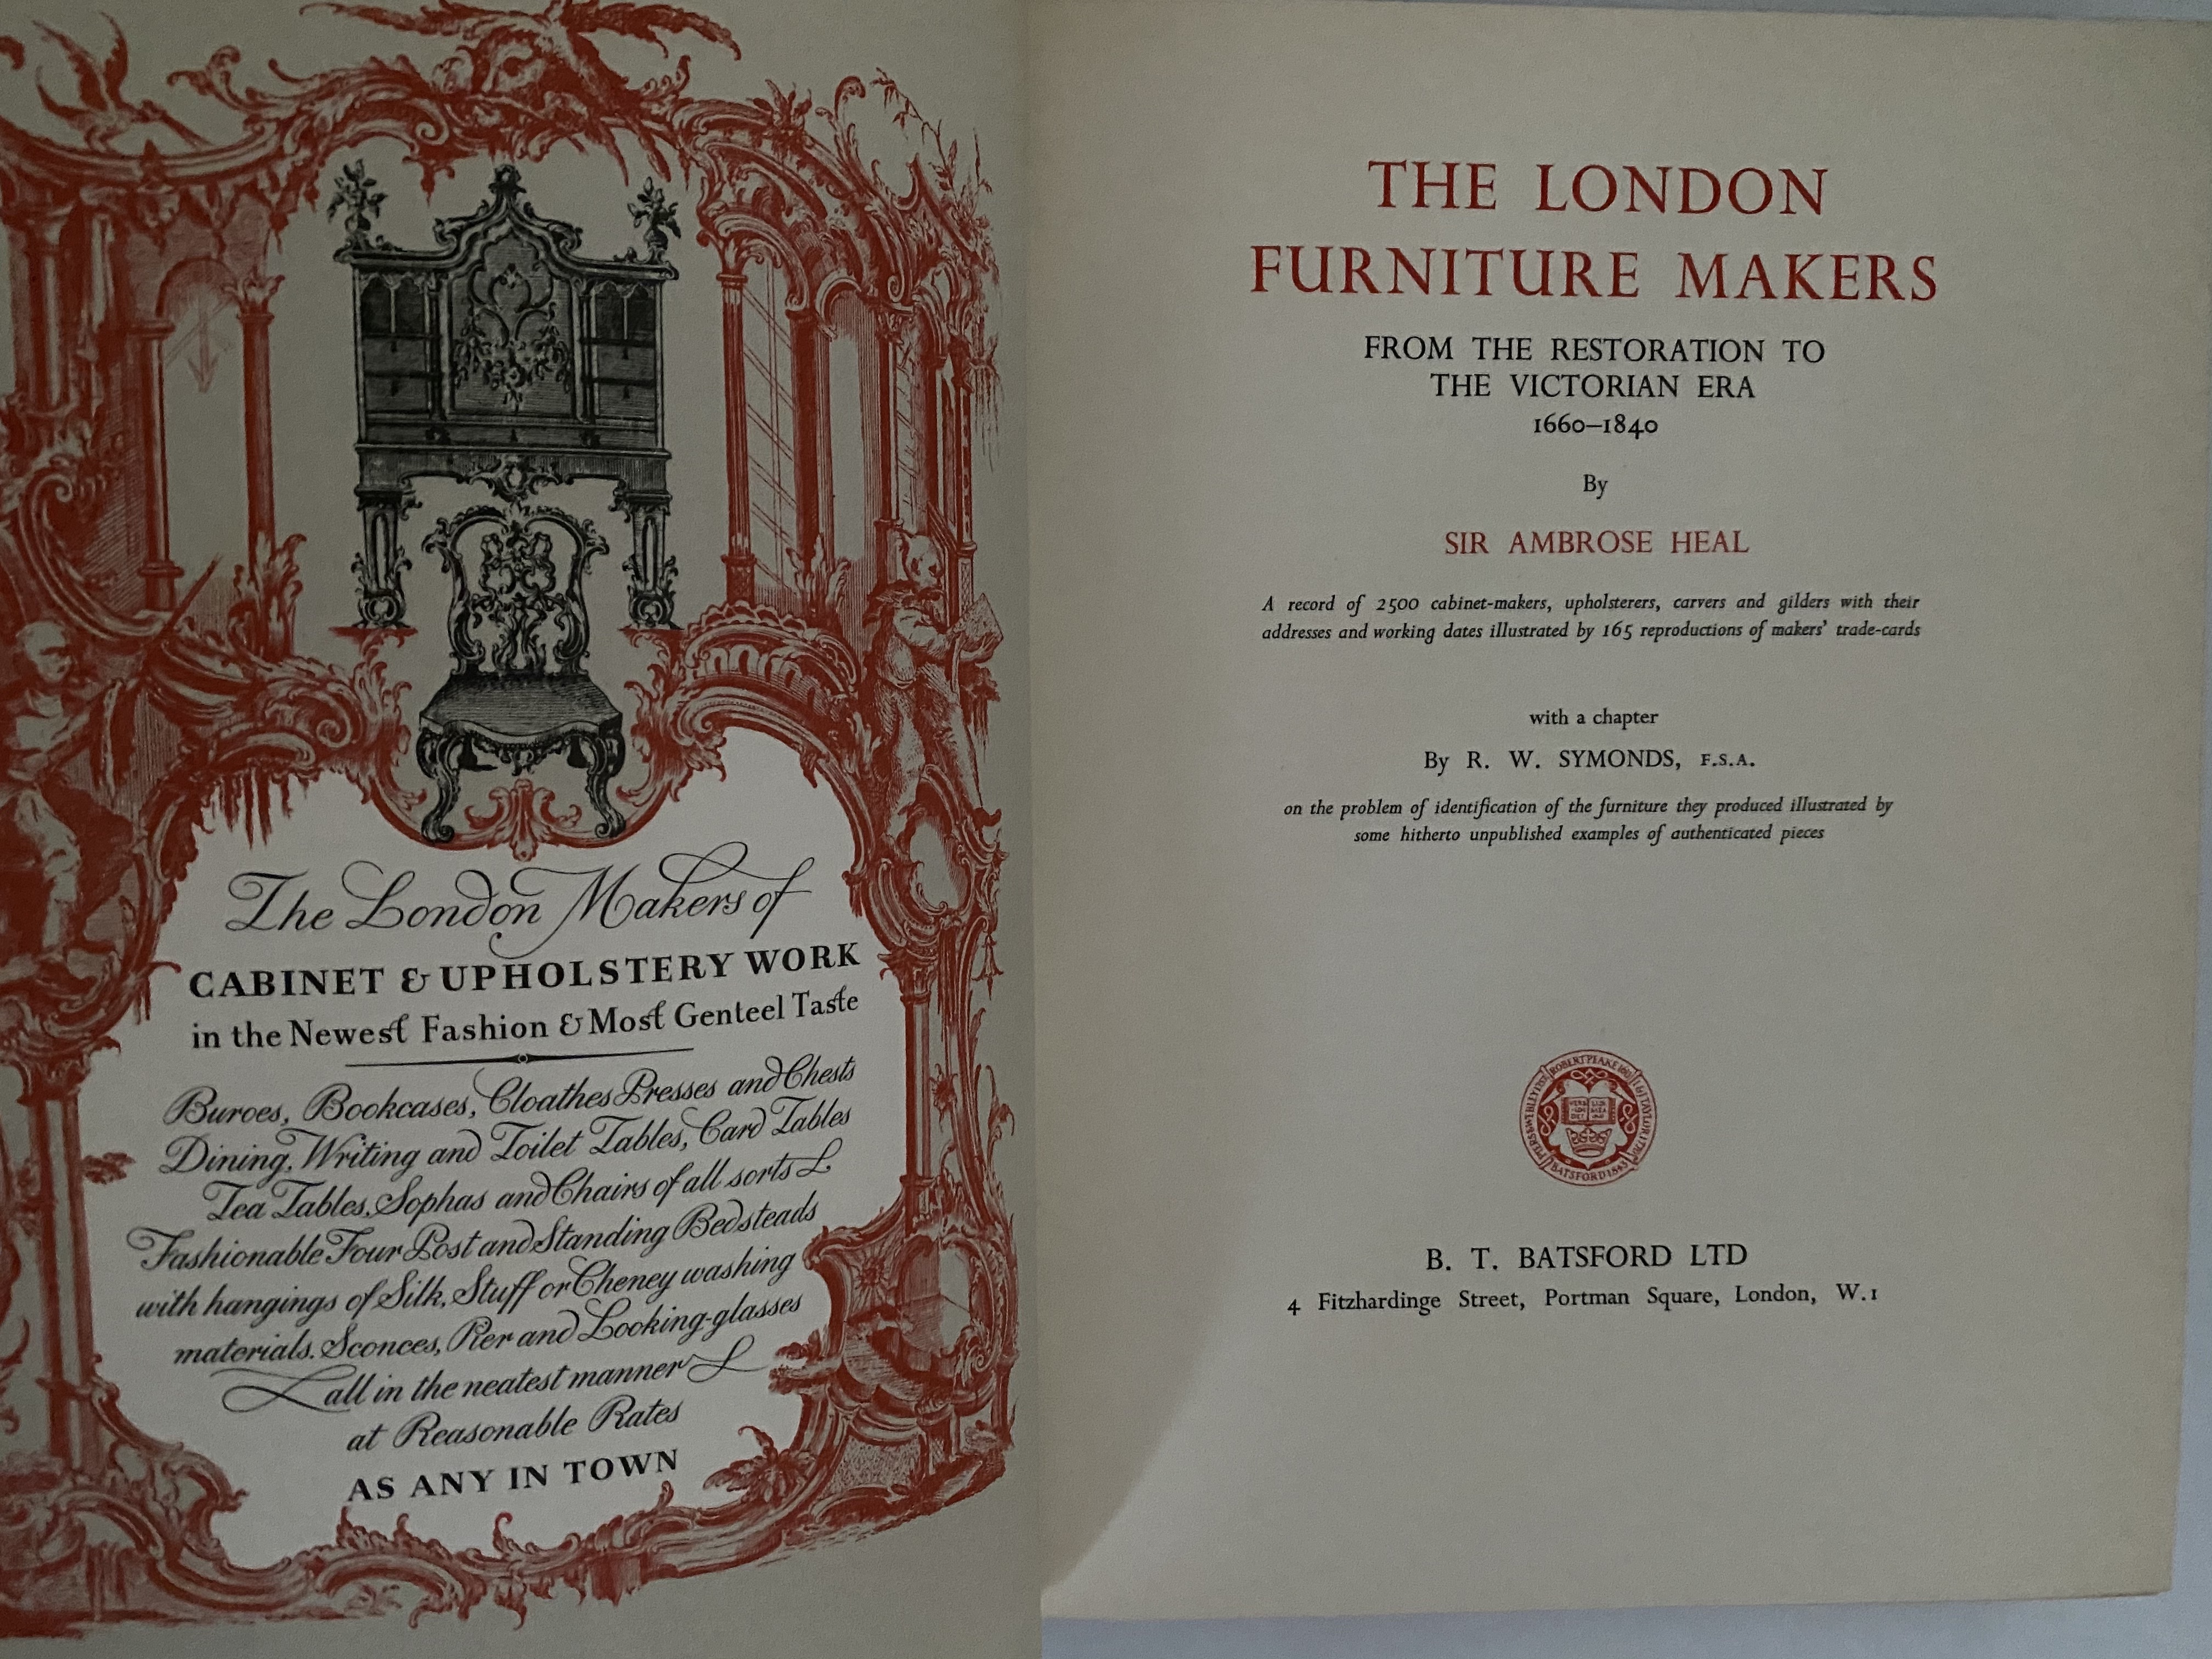 The London Makers of
CABINET & UPHOLSTERY WORK
in the Newest Fashion & Most Genteel Taste
Buroes, Bookcases, Cloathes Presses and Chests
Dining, Writing and Toilet Tables, Card Tables
Tea Tables, Sophas and Chairs of all sorts
Fashionable Four Post and Standing Bedsteads
with hangings of Silk, Stuff or Cheney washing
materials. Sconces, Pier and Looking-glasses
all in the neatest manner
at Reasonable Rates
AS ANY IN TOWN
THE LONDON
FURNITURE MAKERS
FROM THE RESTORATION TO
THE VICTORIAN ERA
1660–1840
By
SIR AMBROSE HEAL
A record of 2500 cabinet-makers, upholsterers, carvers and gilders with their
addresses and working dates illustrated by 165 reproductions of makers' trade-cards
with a chapter
By R. W. SYMONDS, F.S.A.
on the problem of identification of the furniture they produced illustrated by
some hitherto unpublished examples of authenticated pieces
ROBERT PEAKE
BATSFORD 1843
B. T. BATSFORD LTD
4 Fitzhardinge Street, Portman Square, London, W.1